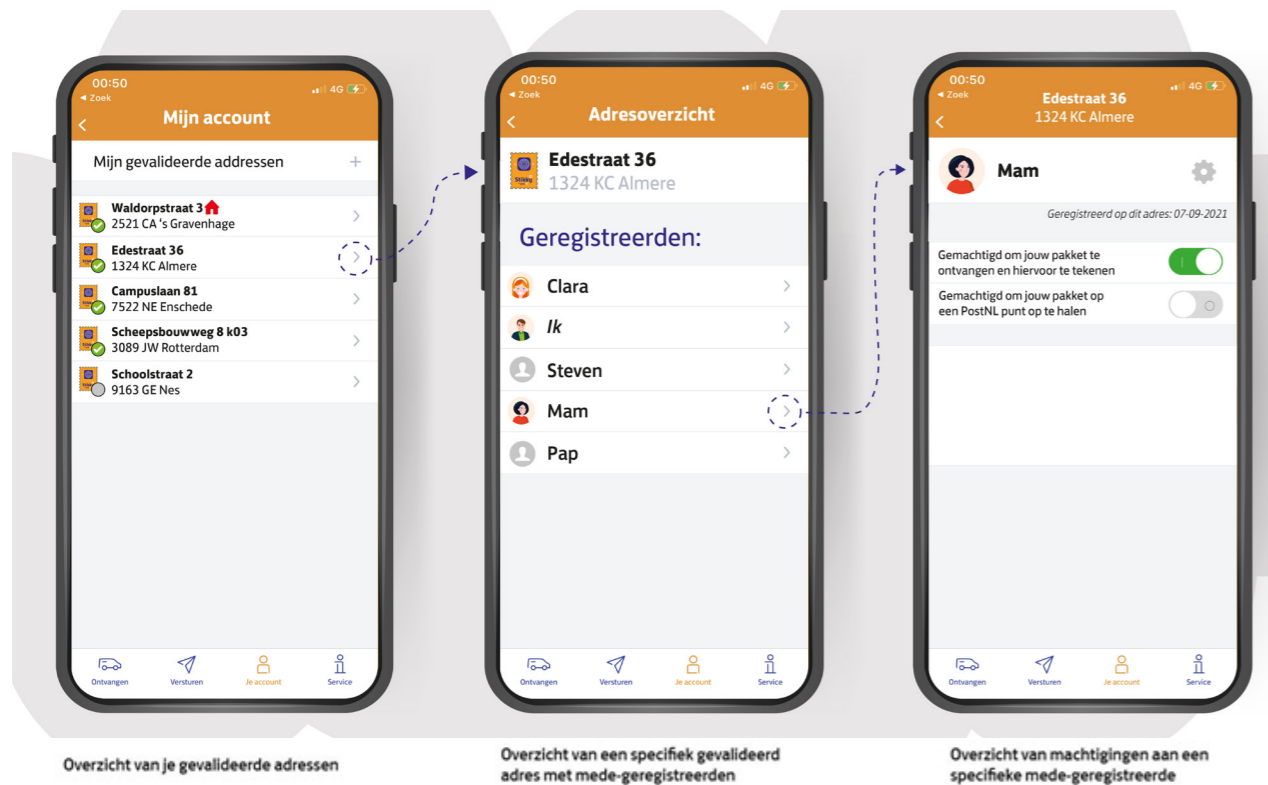 00:50
4G
Zoek
Mijn account
Mijn gevalideerde addressen
Waldorpstraat 3
2521 CA 's Gravenhage
Edestraat 36
1324 KC Almere
Campuslaan 81
7522 NE Enschede
Scheepsbouwweg 8 k03
3089 JW Rotterdam
Schoolstraat 2
9163 GE Nes
Ontvangen Versturen Je account Service
Overzicht van je gevalideerde adressen
00:50
4G
Zoek
Adresoverzicht
Edestraat 36
1324 KC Almere
Geregistreerden:
Clara
Ik
Steven
Mam
Pap
Ontvangen Versturen Je account Service
Overzicht van een specifiek gevalideerd
adres met mede-geregistreerden
00:50
4G
Zoek
Edestraat 36
1324 KC Almere
Mam
Geregistreerd op dit adres: 07-09-2021
Gemachtigd om jouw pakket te
ontvangen en hiervoor te tekenen
Gemachtigd om jouw pakket op
een PostNL punt op te halen
Ontvangen Versturen Je account Service
Overzicht van machtigingen aan een
specifieke mede-geregistreerde